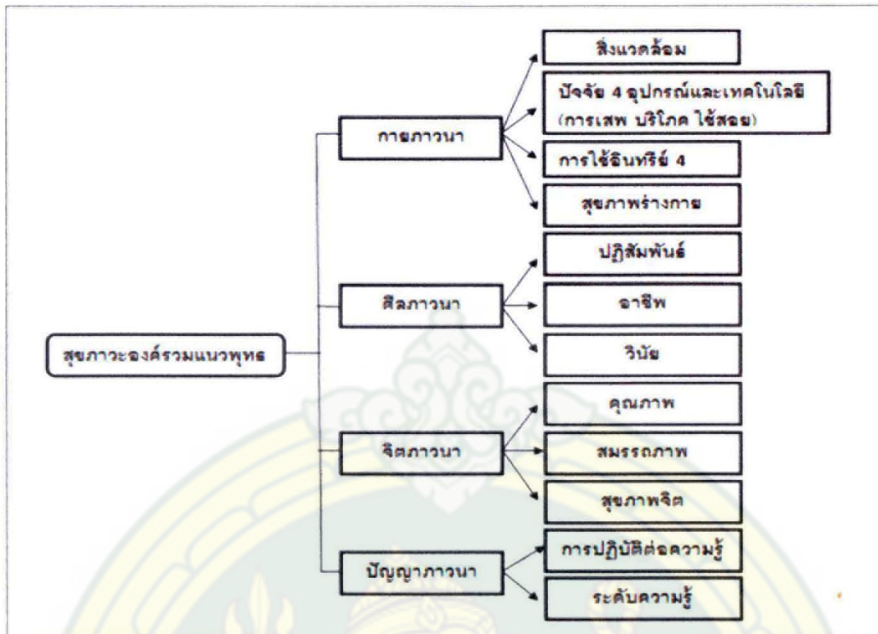 สุขภาวะองค์รวมแนวพุทธ
กายภาวนา
สิ่งแวดล้อม
ปัจจัย 4 อุปกรณ์และเทคโนโลยี
(การเสพ บริโภค ใช้สอย)
การใช้อินทรีย์ 4
สุขภาพร่างกาย
ศีลภาวนา
ปฏิสัมพันธ์
อาชีพ
วินัย
จิตภาวนา
คุณภาพ
สมรรถภาพ
สุขภาพจิต
ปัญญาภาวนา
การปฏิบัติต่อความรู้
ระดับความรู้